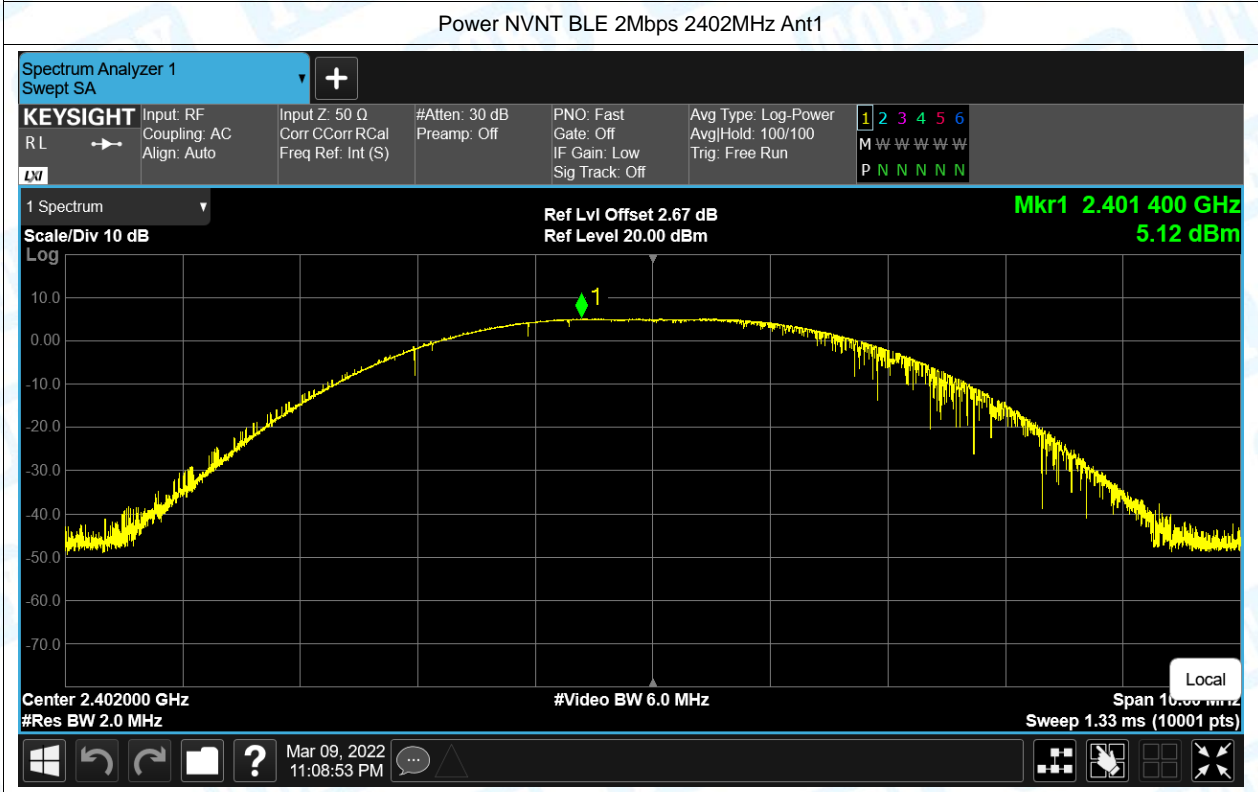 Power NVNT BLE 2Mbps 2402MHz Ant1
Spectrum Analyzer 1
Swept SA
KEYSIGHT
R L
LXI
Input: RF
Coupling: AC
Align: Auto
Input Z: 50 Ω
Corr CCorr RCal
Freq Ref: Int (S)
#Atten: 30 dB
Preamp: Off
PNO: Fast
Gate: Off
IF Gain: Low
Sig Track: Off
Avg Type: Log-Power
Avg|Hold: 100/100
Trig: Free Run
1 2 3 4 5 6
M W W W W W
P N N N N N
1 Spectrum
Scale/Div 10 dB
Ref Lvl Offset 2.67 dB
Ref Level 20.00 dBm
Mkr1 2.401 400 GHz
5.12 dBm
Log
10.0
0.00
-10.0
-20.0
-30.0
-40.0
-50.0
-60.0
-70.0
1
Local
Center 2.402000 GHz
#Res BW 2.0 MHz
#Video BW 6.0 MHz
Span 10.00 MHz
Sweep 1.33 ms (10001 pts)
?
Mar 09, 2022
11:08:53 PM